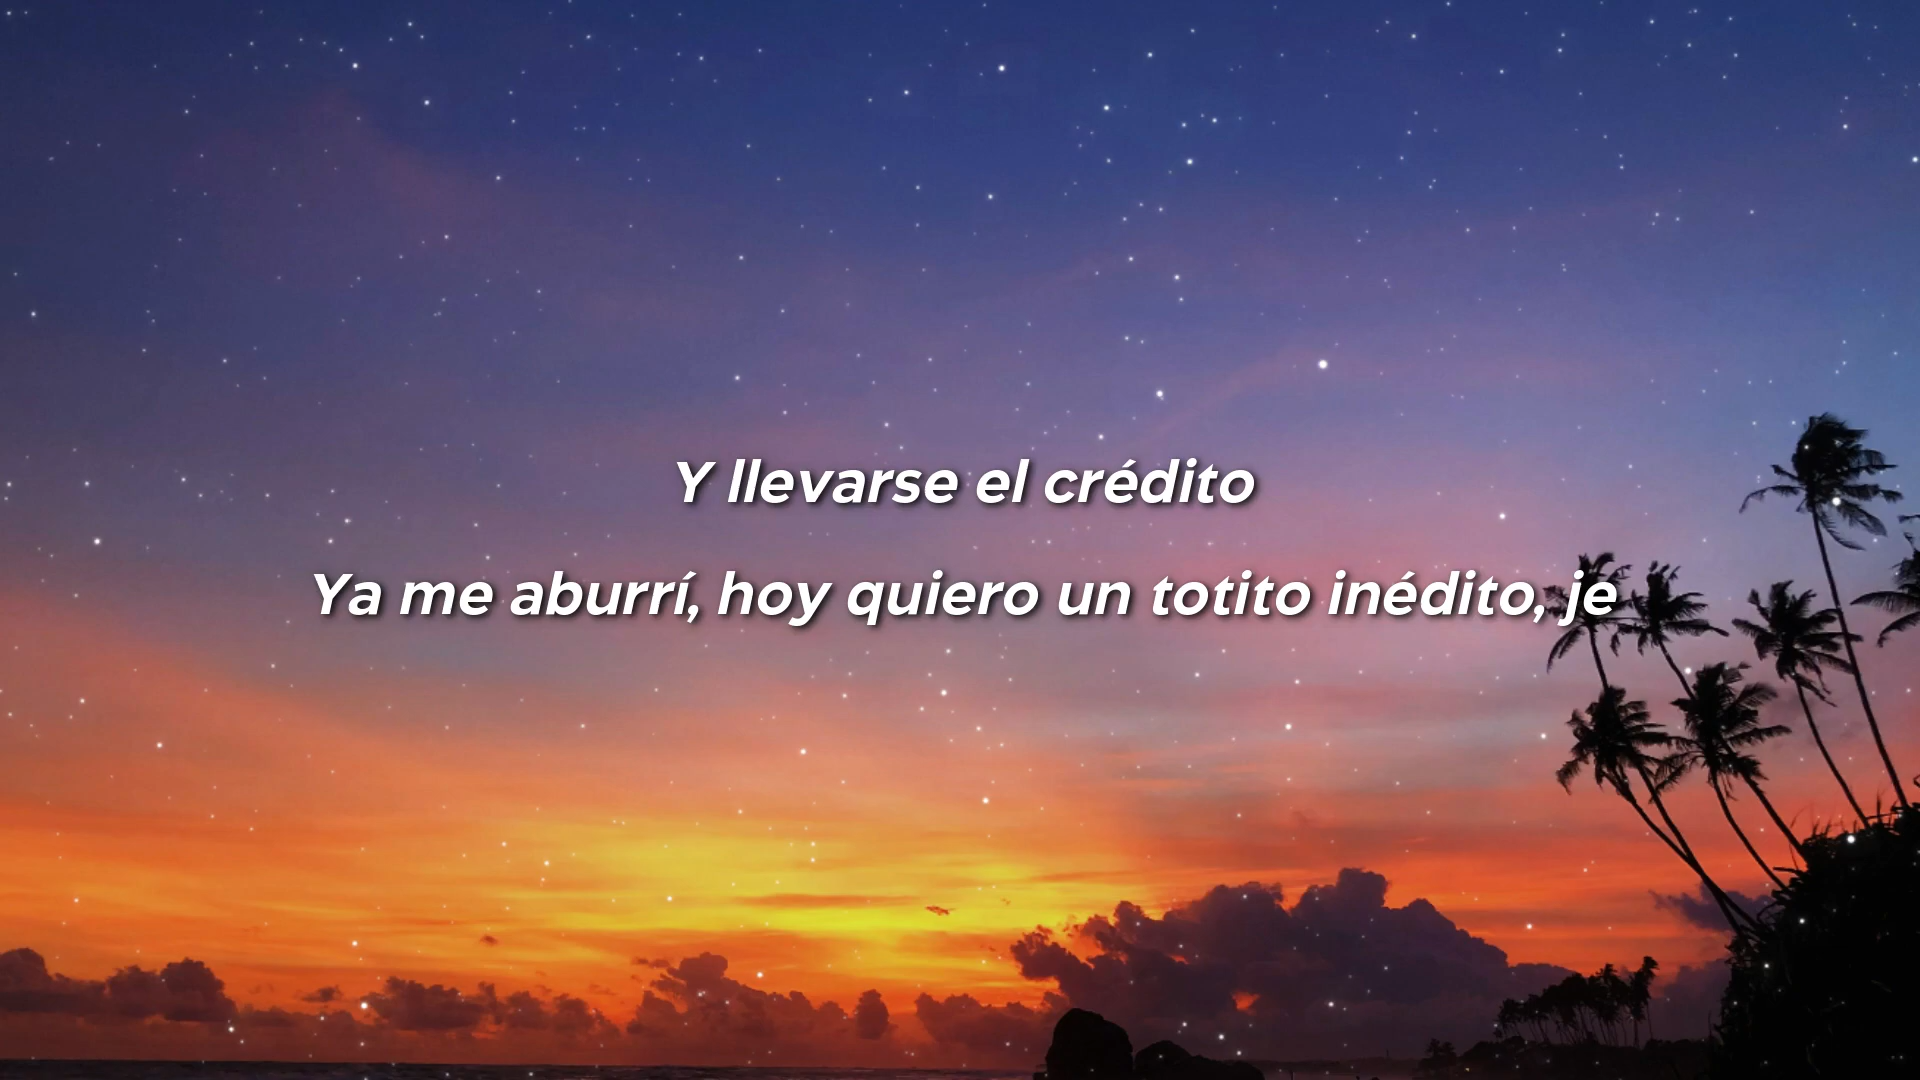 Y llevarse el crédito
Ya me aburrí, hoy quiero un totito inédito, je